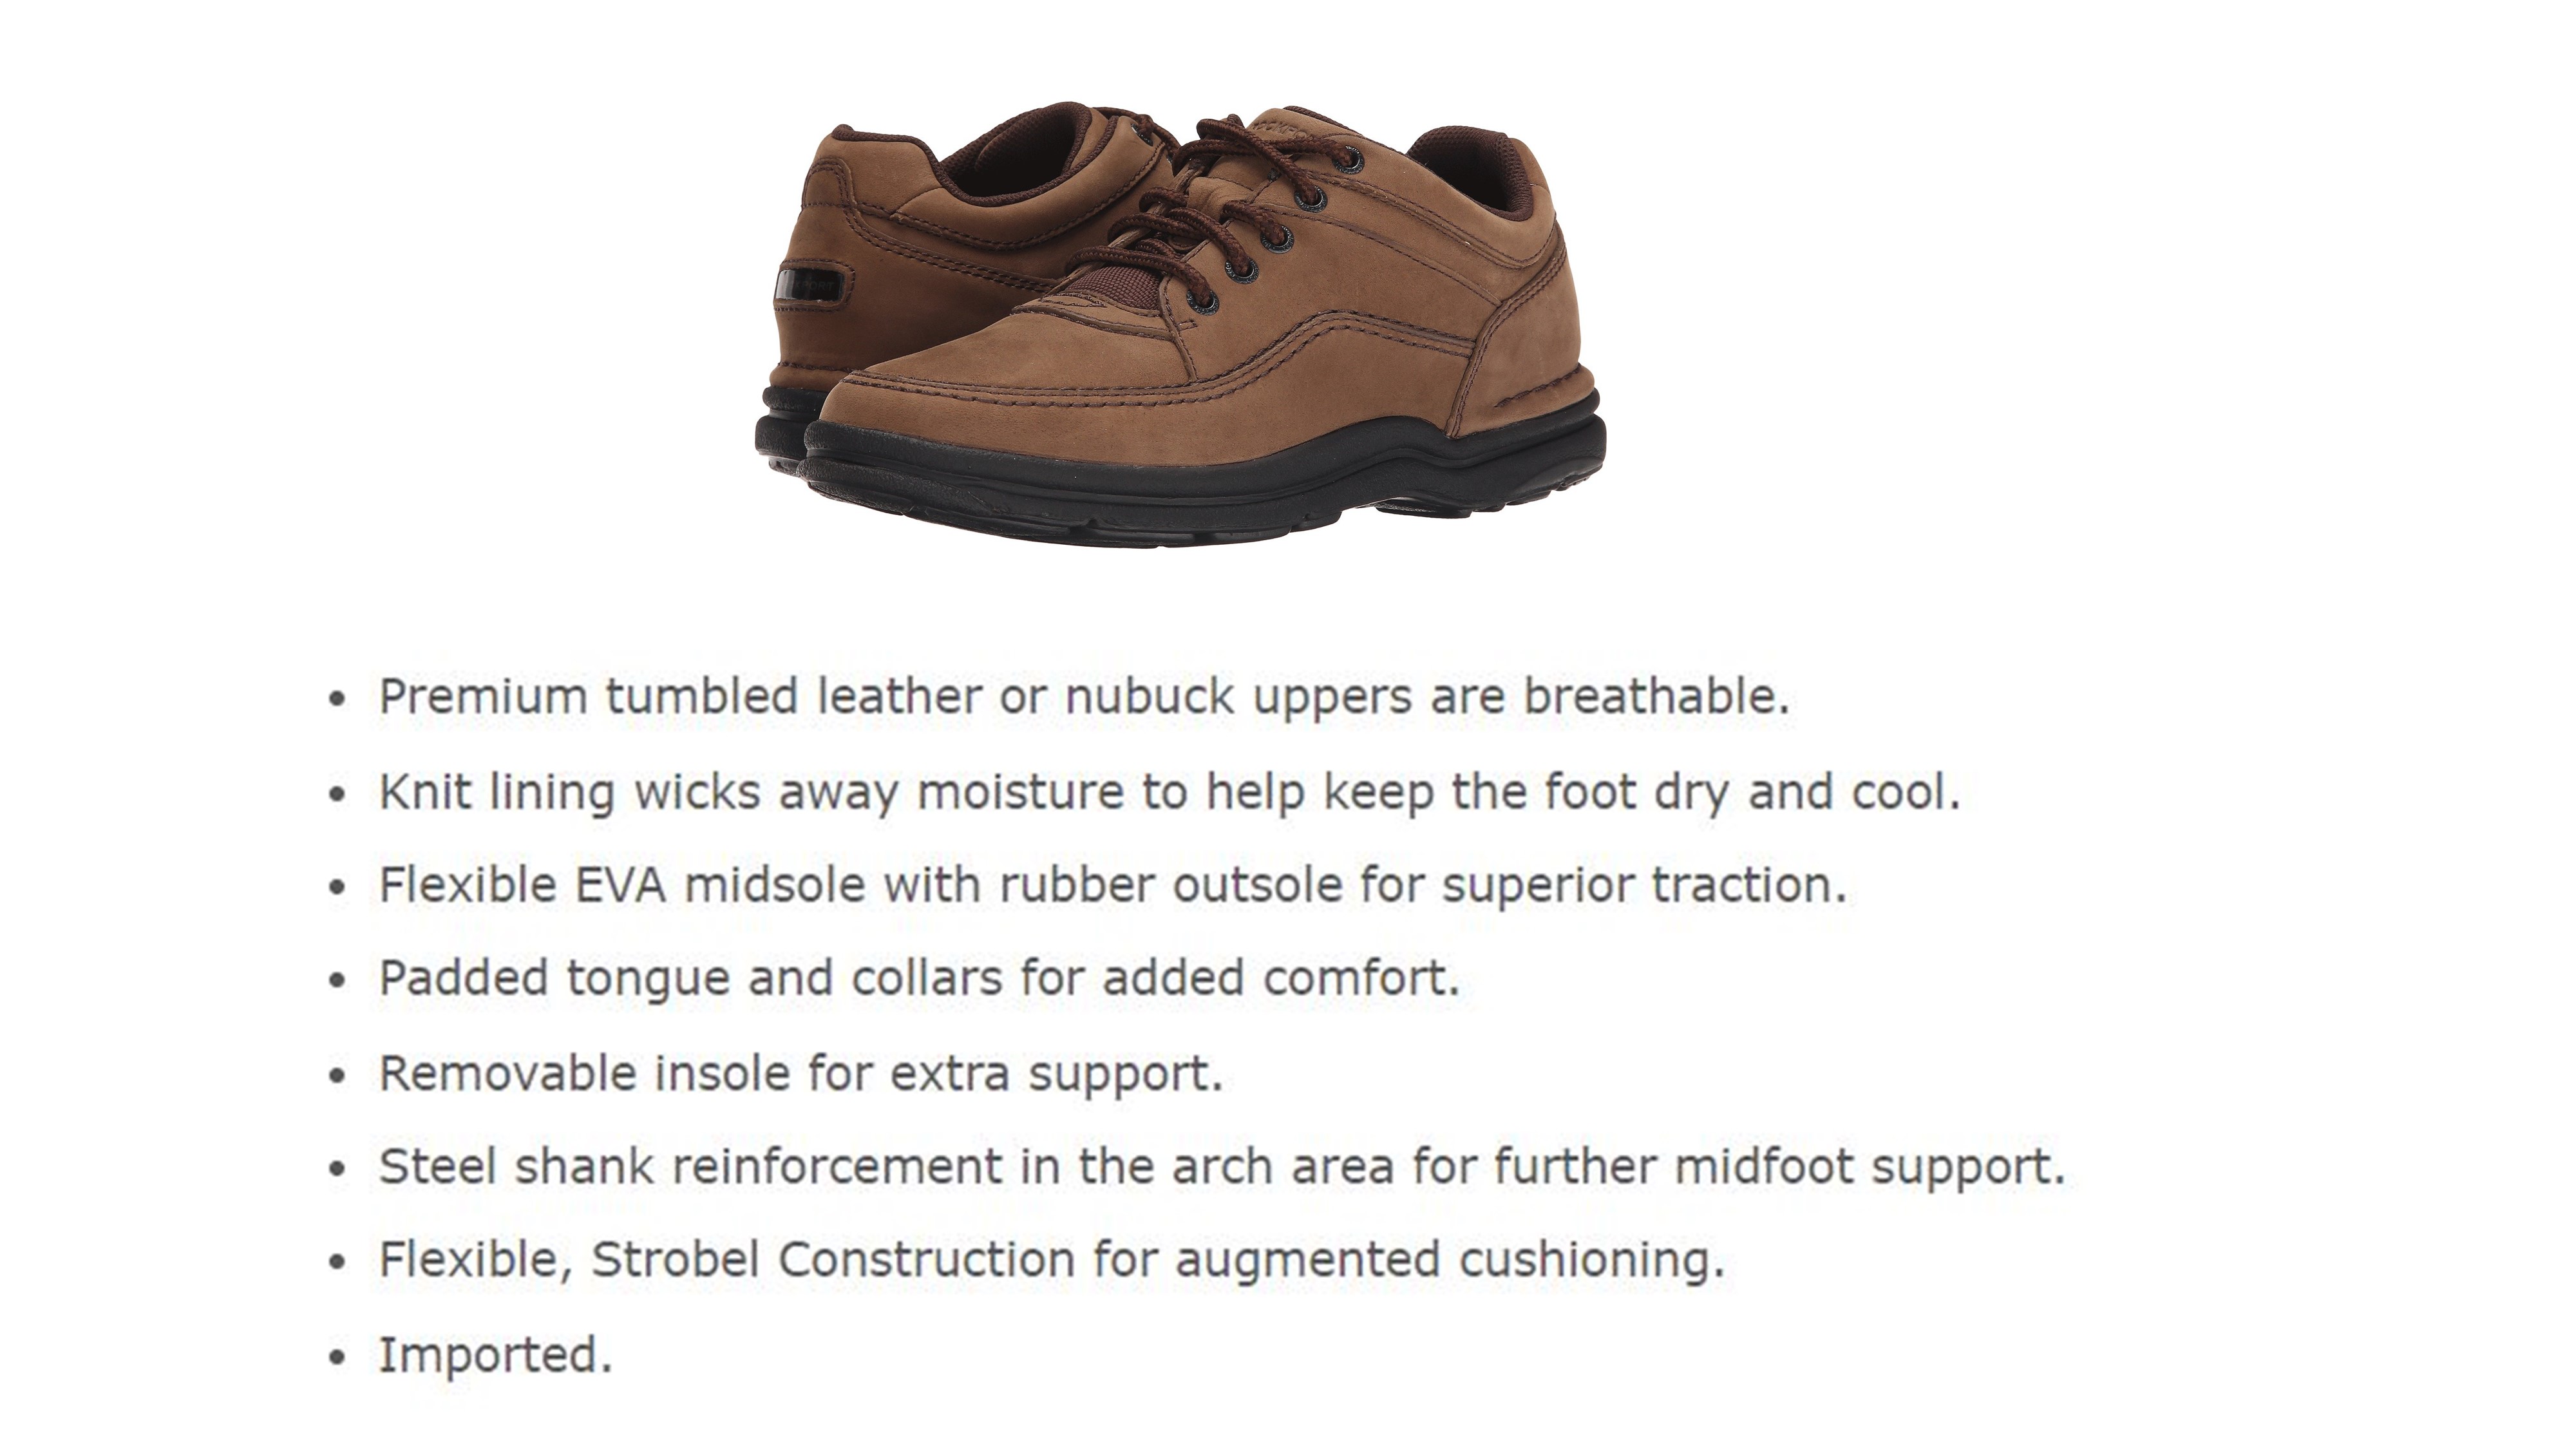 Premium tumbled leather or nubuck uppers are breathable.
Knit lining wicks away moisture to help keep the foot dry and cool.
Flexible EVA midsole with rubber outsole for superior traction.
Padded tongue and collars for added comfort.
Removable insole for extra support.
Steel shank reinforcement in the arch area for further midfoot support.
Flexible, Strobel Construction for augmented cushioning.
Imported.